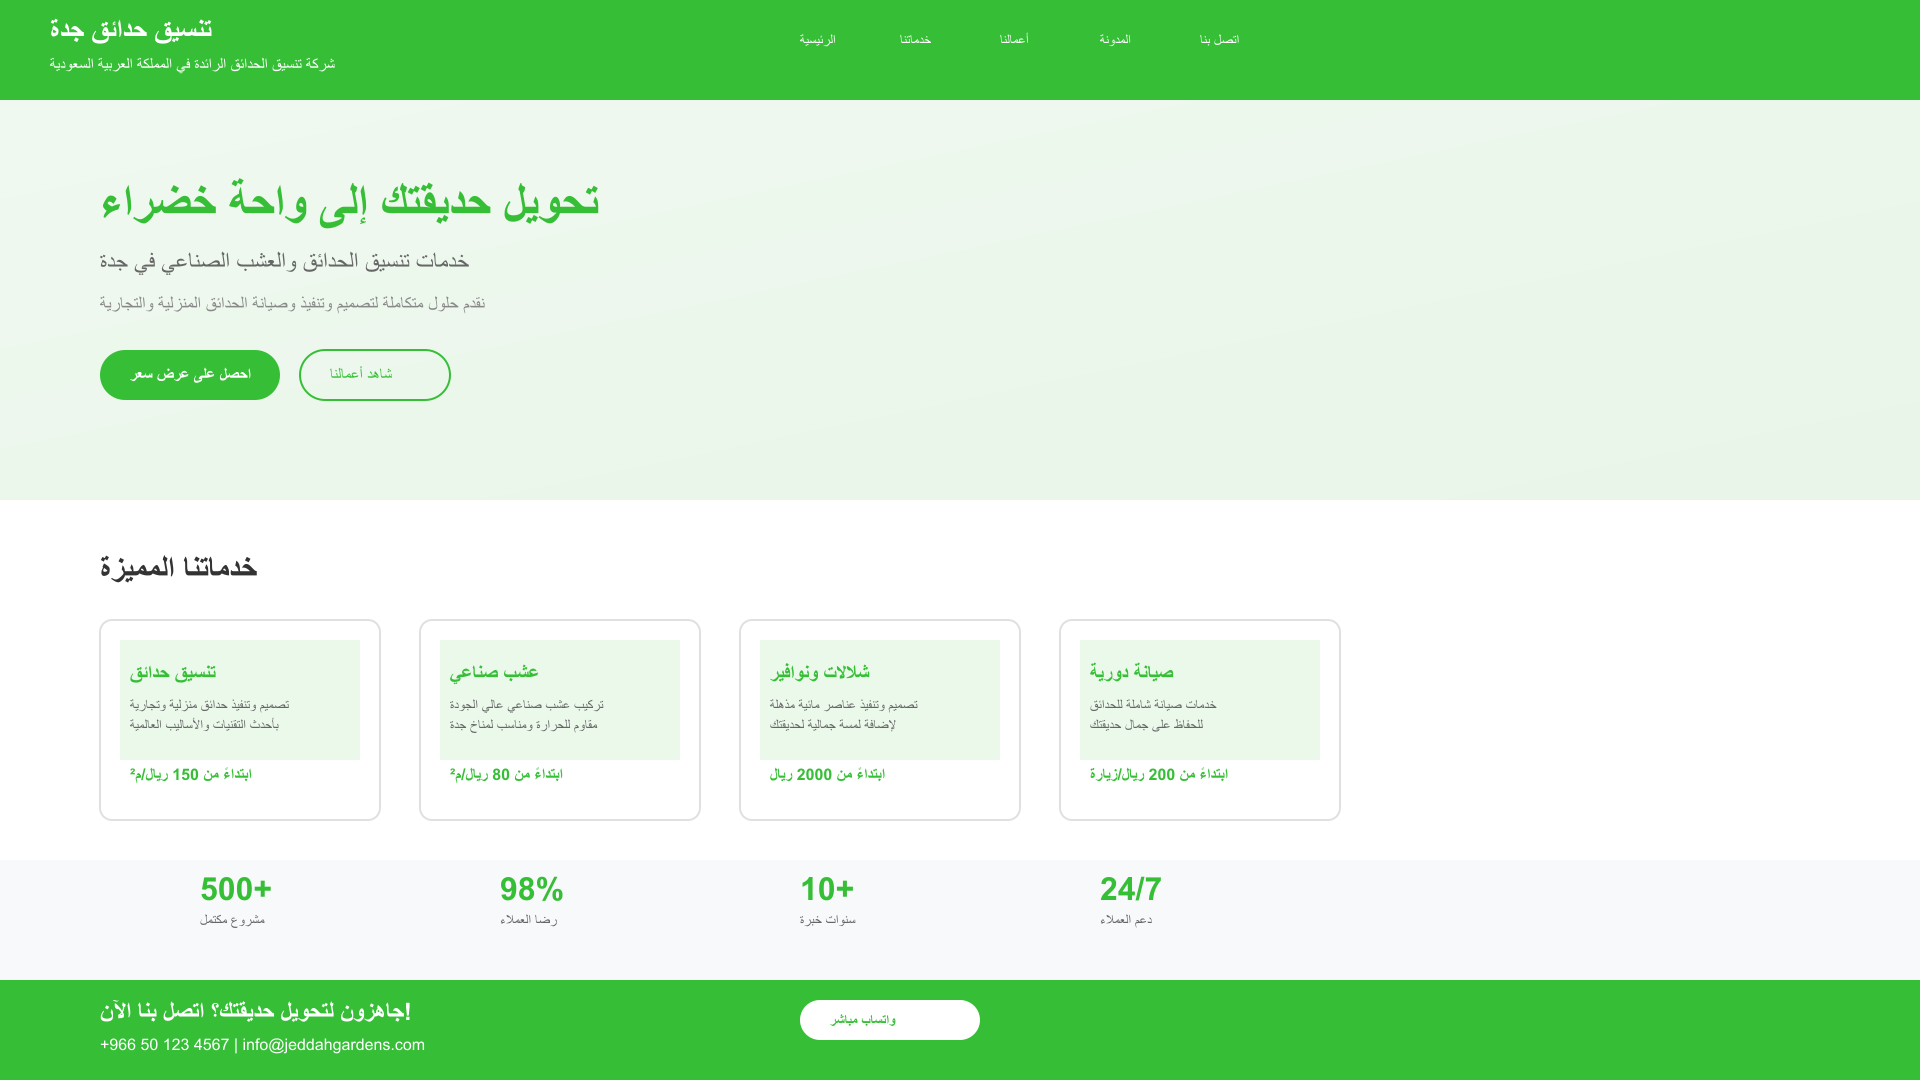 تنسيق حدائق جدة
شركة تنسيق الحدائق الرائدة في المملكة العربية السعودية
الرئيسية
خدماتنا
أعمالنا
المدونة
اتصل بنا
تحويل حديقتك إلى واحة خضراء
خدمات تنسيق الحدائق والعشب الصناعي في جدة
نقدم حلول متكاملة لتصميم وتنفيذ وصيانة الحدائق المنزلية والتجارية
احصل على عرض سعر
شاهد أعمالنا
خدماتنا المميزة
تنسيق حدائق
تصميم وتنفيذ حدائق منزلية وتجارية
بأحدث التقنيات والأساليب العالمية
ابتداءً من 150 ريال/م²
عشب صناعي
تركيب عشب صناعي عالي الجودة
مقاوم للحرارة ومناسب لمناخ جدة
ابتداءً من 80 ريال/م²
شلالات ونوافير
تصميم وتنفيذ عناصر مائية مذهلة
لإضافة لمسة جمالية لحديقتك
ابتداءً من 2000 ريال
صيانة دورية
خدمات صيانة شاملة للحدائق
للحفاظ على جمال حديقتك
ابتداءً من 200 ريال/زيارة
500+
مشروع مكتمل
98%
رضا العملاء
10+
سنوات خبرة
24/7
دعم العملاء
جاهزون لتحويل حديقتك؟ اتصل بنا الآن!
+966 50 123 4567 | info@jeddahgardens.com
واتساب مباشر